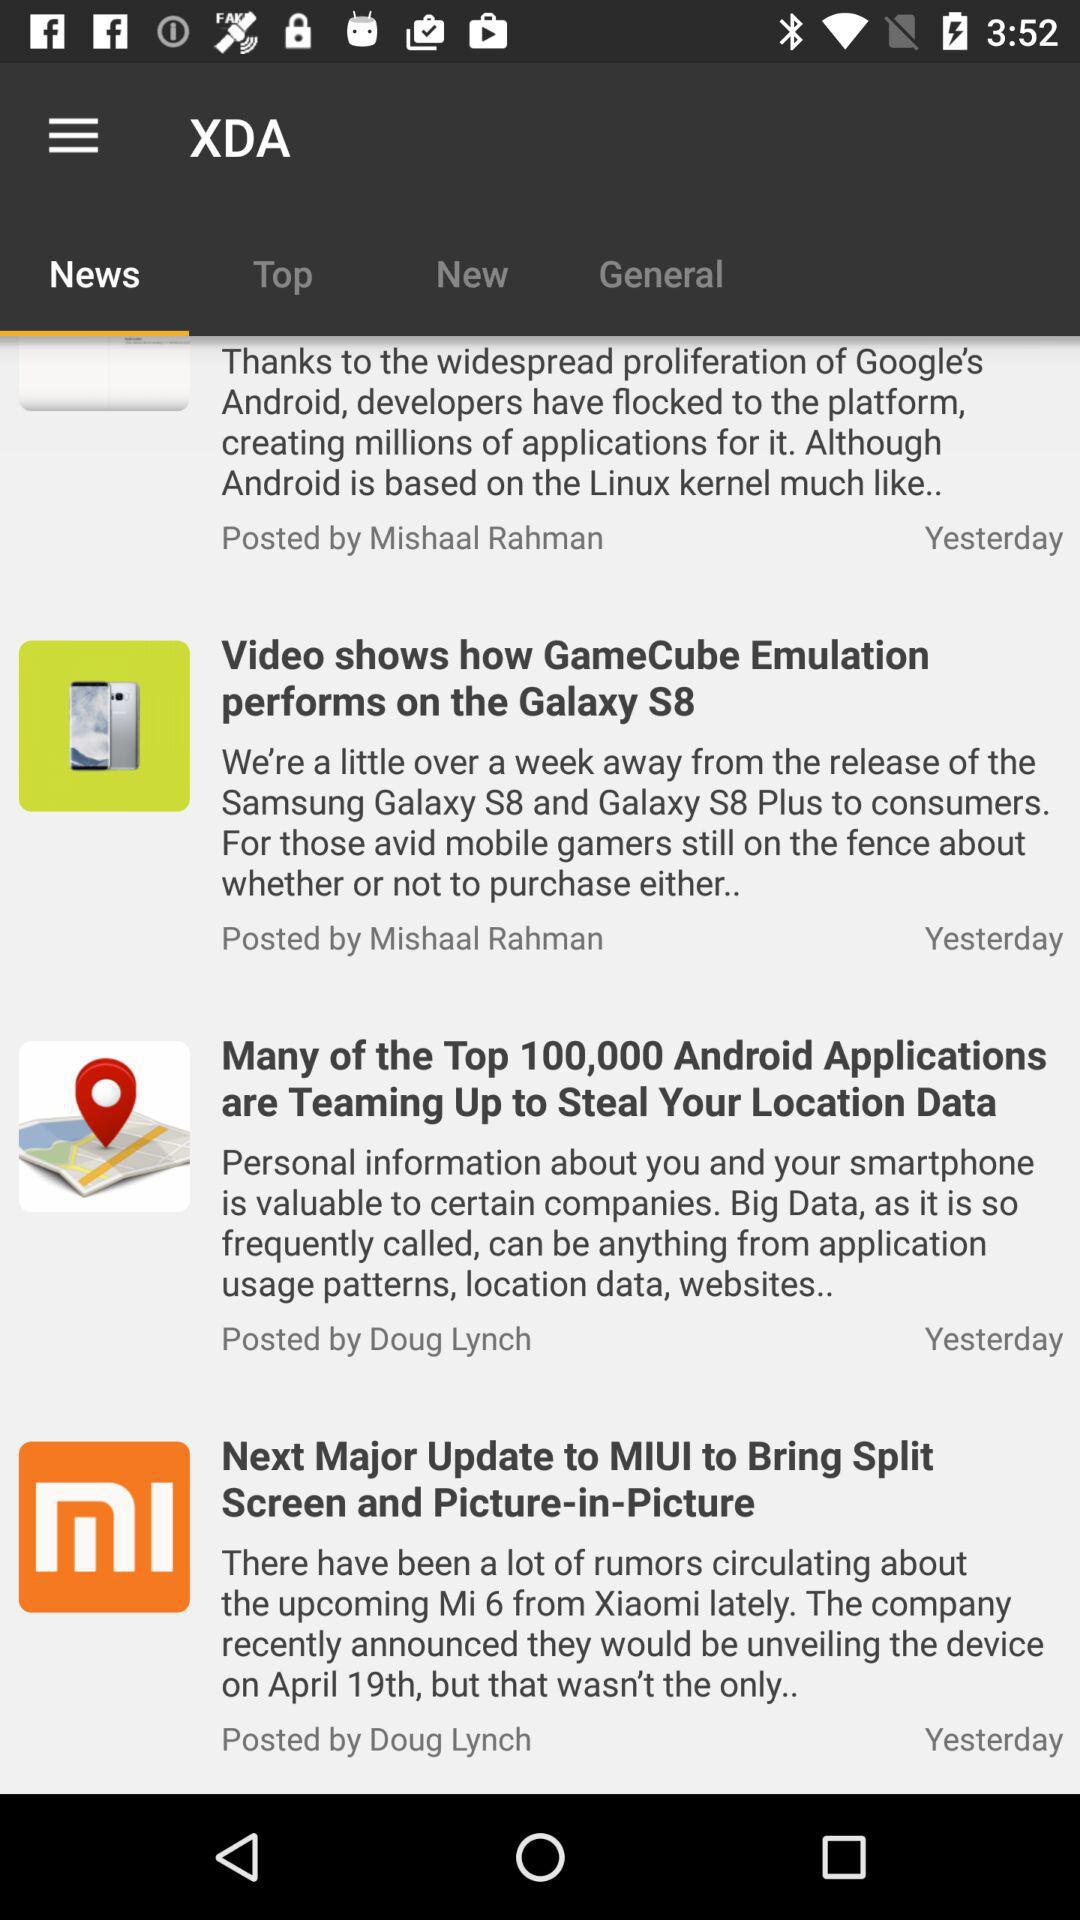 FAKE
3:52
XDA
News Top New General
Thanks to the widespread proliferation of Google’s
Android, developers have flocked to the platform,
creating millions of applications for it. Although
Android is based on the Linux kernel much like..
Posted by Mishaal Rahman Yesterday
Video shows how GameCube Emulation
performs on the Galaxy S8
We’re a little over a week away from the release of the
Samsung Galaxy S8 and Galaxy S8 Plus to consumers.
For those avid mobile gamers still on the fence about
whether or not to purchase either..
Posted by Mishaal Rahman Yesterday
Many of the Top 100,000 Android Applications
are Teaming Up to Steal Your Location Data
Personal information about you and your smartphone
is valuable to certain companies. Big Data, as it is so
frequently called, can be anything from application
usage patterns, location data, websites..
Posted by Doug Lynch Yesterday
mi
Next Major Update to MIUI to Bring Split
Screen and Picture-in-Picture
There have been a lot of rumors circulating about
the upcoming Mi 6 from Xiaomi lately. The company
recently announced they would be unveiling the device
on April 19th, but that wasn’t the only..
Posted by Doug Lynch Yesterday